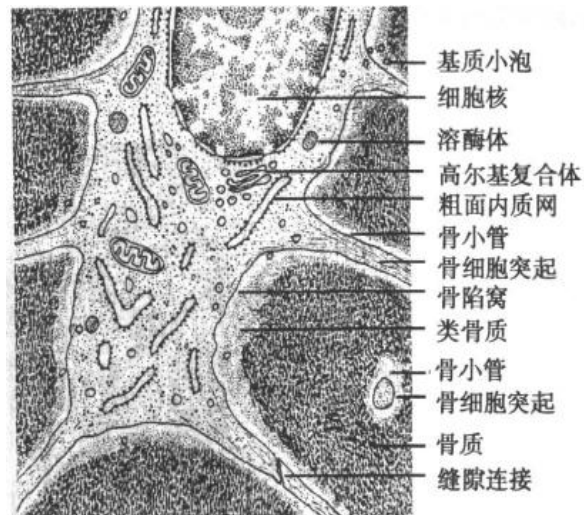 基质小泡
细胞核
溶酶体
高尔基复合体
粗面内质网
骨小管
骨细胞突起
骨陷窝
类骨质
骨小管
骨细胞突起
骨质
缝隙连接